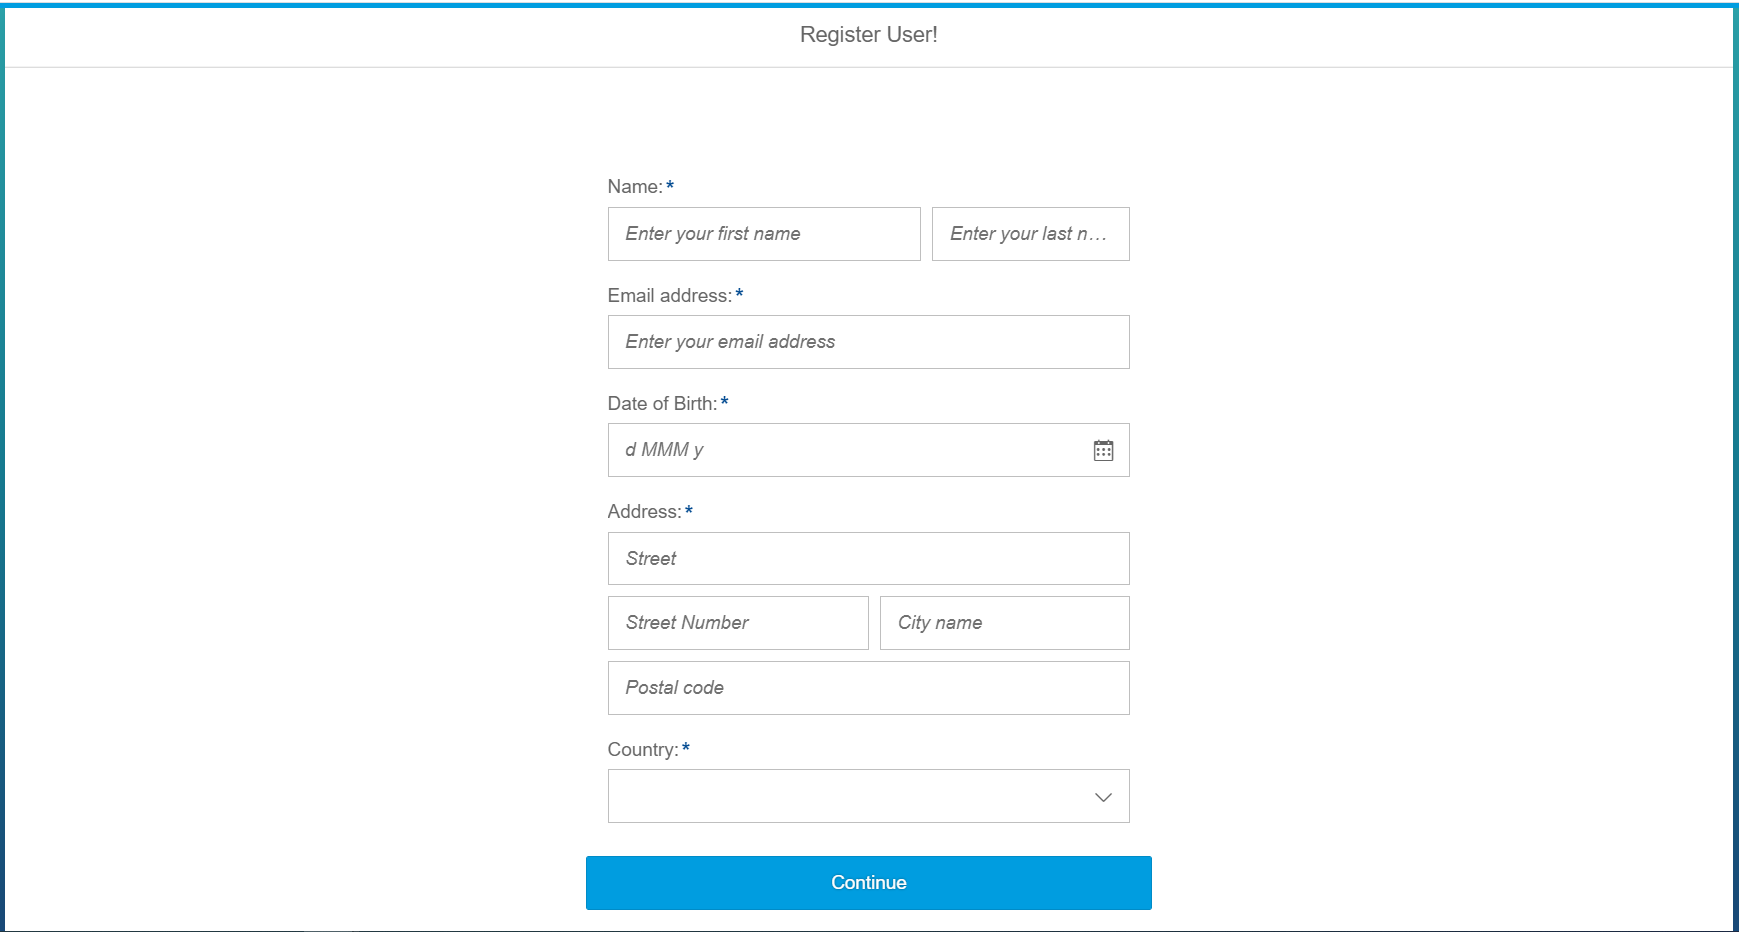 Register User!
Name:*
Enter your first name
Enter your last n...
Email address:*
Enter your email address
Date of Birth:*
d MMM y
Address:*
Street
Street Number
City name
Postal code
Country:*
Continue